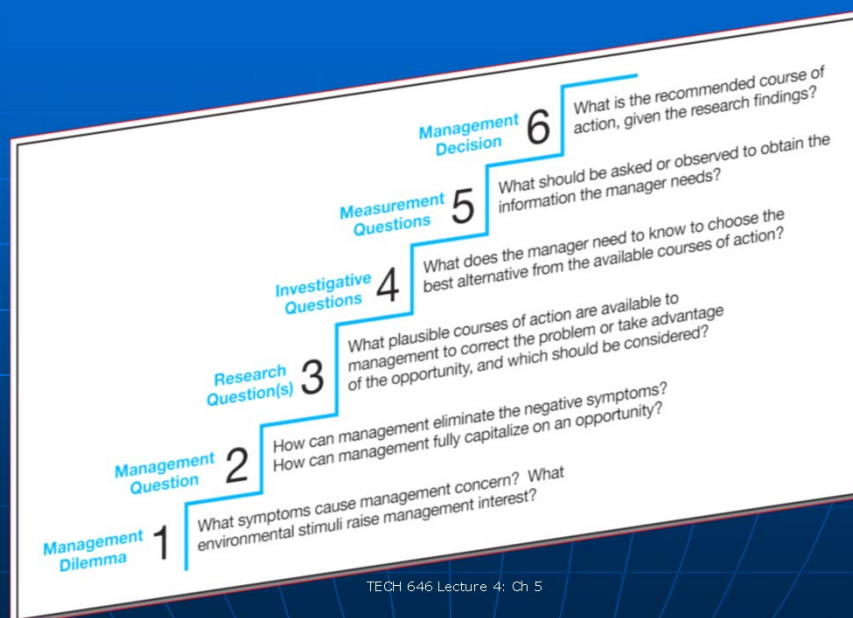 What is the recommended course of
action, given the research findings?
Management
Decision
6
What should be asked or observed to obtain the
information the manager needs?
Measurement
Questions
5
What does the manager need to know to choose the
best alternative from the available courses of action?
Investigative
Questions
4
What plausible courses of action are available to
management to correct the problem or take advantage
of the opportunity, and which should be considered?
Research
Question(s)
3
How can management eliminate the negative symptoms?
How can management fully capitalize on an opportunity?
Management
Question
2
What symptoms cause management concern? What
environmental stimuli raise management interest?
Management
Dilemma
1
TECH 646 Lecture 4: Ch 5